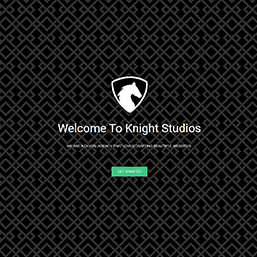 Welcome To Knight Studios
WE ARE A DIGITAL AGENCY THAT LOVES CRAFTING BEAUTIFUL WEBSITES
GET STARTED